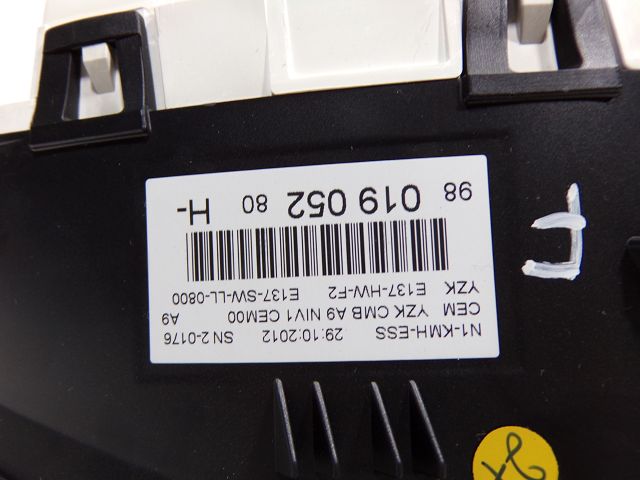 N1-KMH-ESS 29:10:2012 SN 2-0176
CEM YZK CMB A9 NIV1 CEM00 A9
YZK E137-HW-F2 E137-SW-LL-0800
98 019 052 80 H-